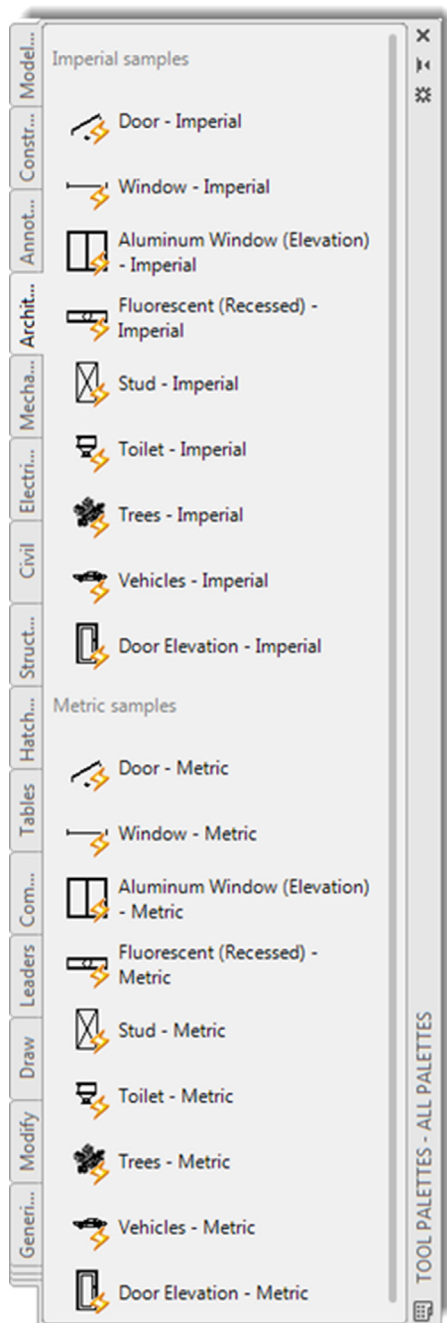 Model...
Constr...
Annot...
Archit...
Mecha...
Electri...
Civil
Struct...
Hatch...
Tables
Com...
Leaders
Draw
Modify
Generi...
Imperial samples
Door - Imperial
Window - Imperial
Aluminum Window (Elevation)
- Imperial
Fluorescent (Recessed) -
Imperial
Stud - Imperial
Toilet - Imperial
Trees - Imperial
Vehicles - Imperial
Door Elevation - Imperial
Metric samples
Door - Metric
Window - Metric
Aluminum Window (Elevation)
- Metric
Fluorescent (Recessed) -
Metric
Stud - Metric
Toilet - Metric
Trees - Metric
Vehicles - Metric
Door Elevation - Metric
TOOL PALETTES - ALL PALETTES